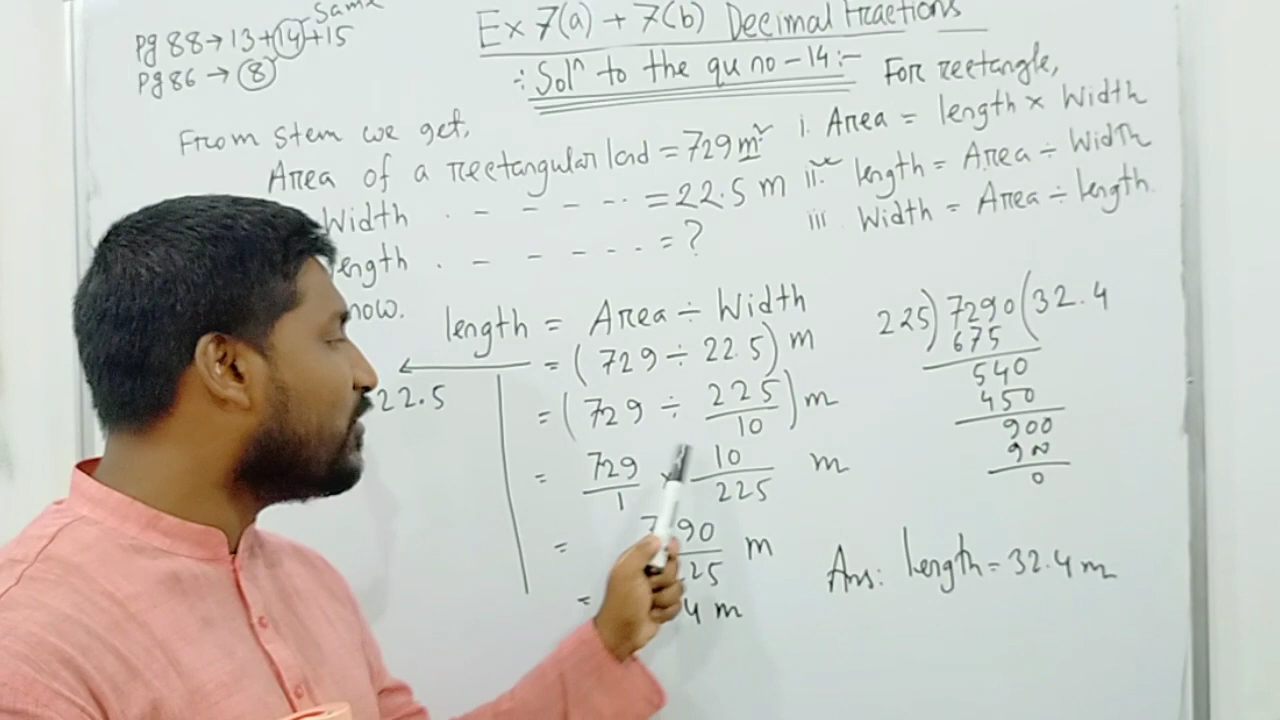 Same
Pg 88→13+14+15
Pg 86→8
Ex 7(a) + 7(b) Decimal Fractions
÷ Solⁿ to the qu no – 14:–
For rectangle,
i. Area = length × Width
ii. length = Area ÷ Width
iii Width = Area ÷ length
From stem we get,
Area of a rectangular land = 729 m²
Width . – – – – . . = 22.5 m
ength . – – – – . . = ?
now.
length = Area ÷ Width
= (729 ÷ 22.5) m
= (729 ÷ 225/10) m
= 729/1 × 10/225 m
= 7 90/ 25 m
= 4 m
22.5
225) 7290 (32.4
675
540
450
900
900
0
Ans: length = 32.4 m